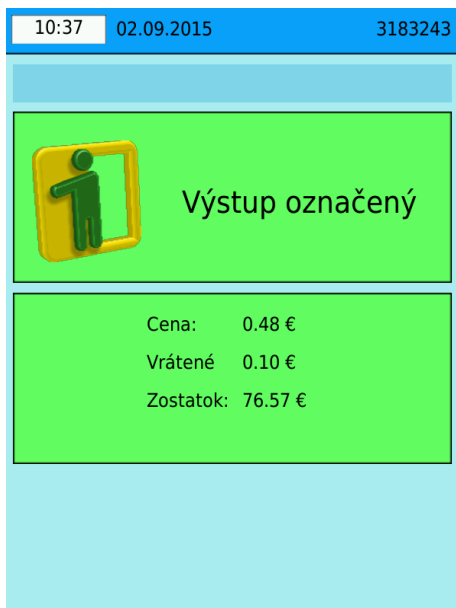 10:37 02.09.2015 3183243
Výstup označený
Cena: 0.48 €
Vrátené 0.10 €
Zostatok: 76.57 €